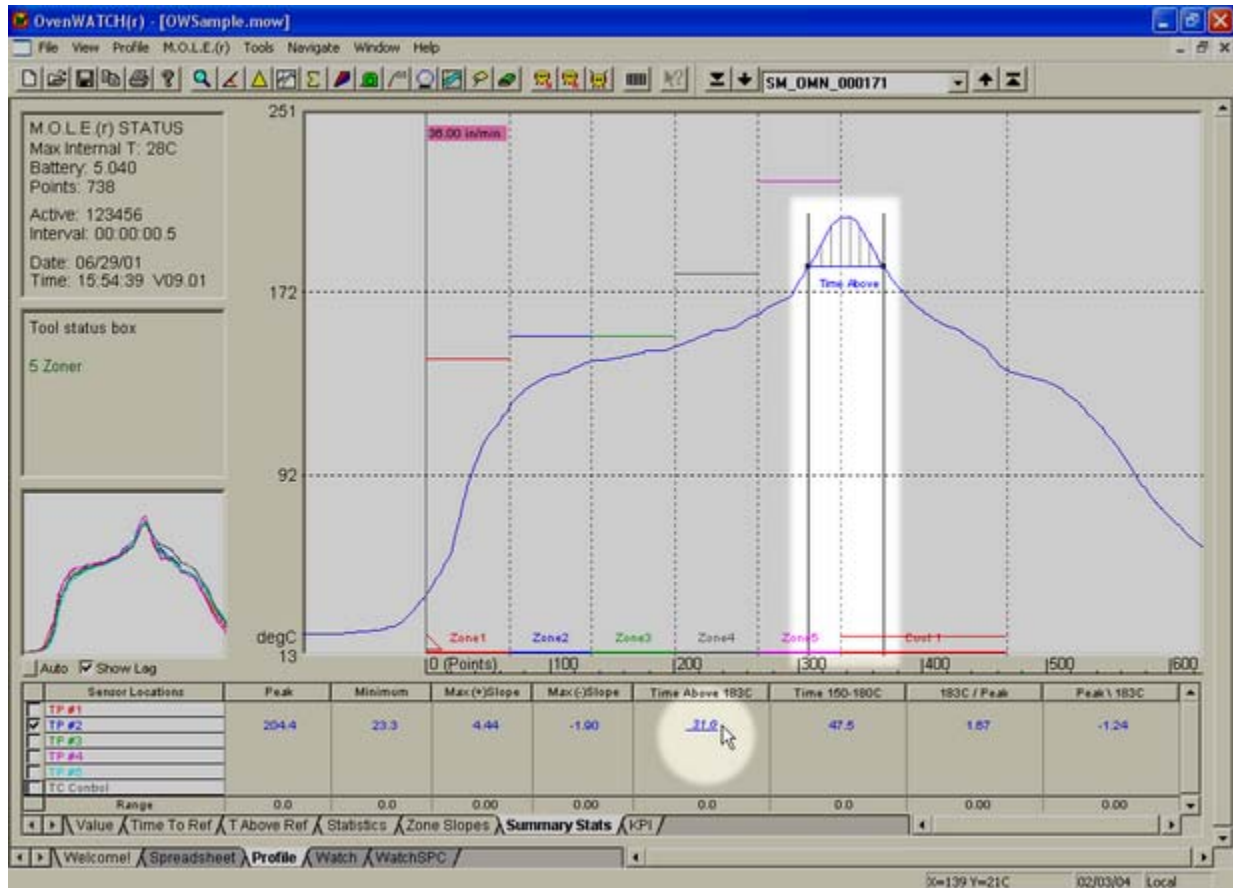 OvenWATCH(r) - [OWSample.mow]
File View Profile M.O.L.E.(r) Tools Navigate Window Help
SM_OMN_000171
M.O.L.E.(r) STATUS
Max Internal T: 28C
Battery: 5.040
Points: 738
Active: 123456
Interval: 00:00:00.5
Date: 06/29/01
Time: 15:54:39 V09.01
Tool status box
5 Zoner
Auto Show Lag
251
36.00 in/min
172
Time Above
92
degC
13
Zone1 Zone2 Zone3 Zone4 Zone5 Cust 1
0 (Points) 100 200 300 400 500 600
Sensor Locations Peak Minimum Max(+)Slope Max(-)Slope Time Above 183C Time 150-180C 183C / Peak Peak \ 183C
TP #1
TP #2 204.4 23.3 4.44 -1.90 31.0 47.5 1.67 -1.24
TP #3
TP #4
TP #5
TC Control
Range 0.0 0.0 0.00 0.00 0.0 0.0 0.00 0.00
Value Time To Ref T Above Ref Statistics Zone Slopes Summary Stats KPI
Welcome! Spreadsheet Profile Watch WatchSPC
X=139 Y=21C 02/03/04 Local